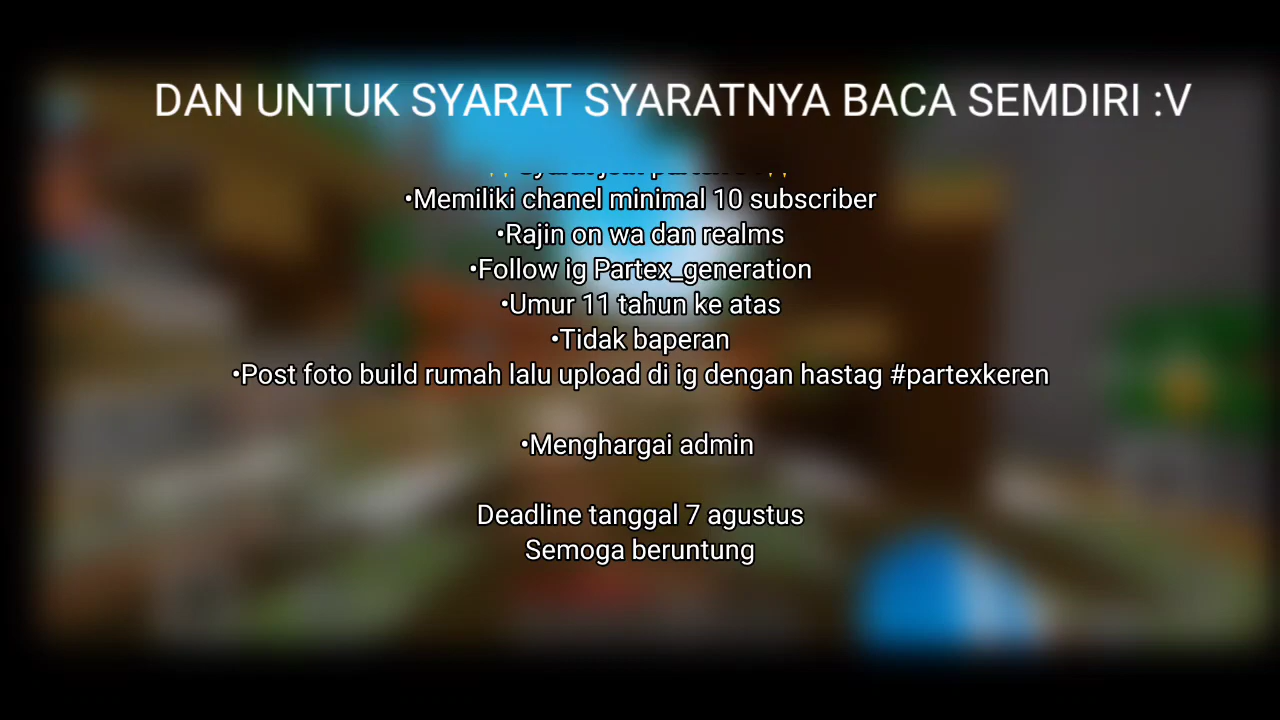 DAN UNTUK SYARAT SYARATNYA BACA SEMDIRI :V
•Memiliki chanel minimal 10 subscriber
•Rajin on wa dan realms
•Follow ig Partex_generation
•Umur 11 tahun ke atas
•Tidak baperan
•Post foto build rumah lalu upload di ig dengan hastag #partexkeren
•Menghargai admin
Deadline tanggal 7 agustus
Semoga beruntung